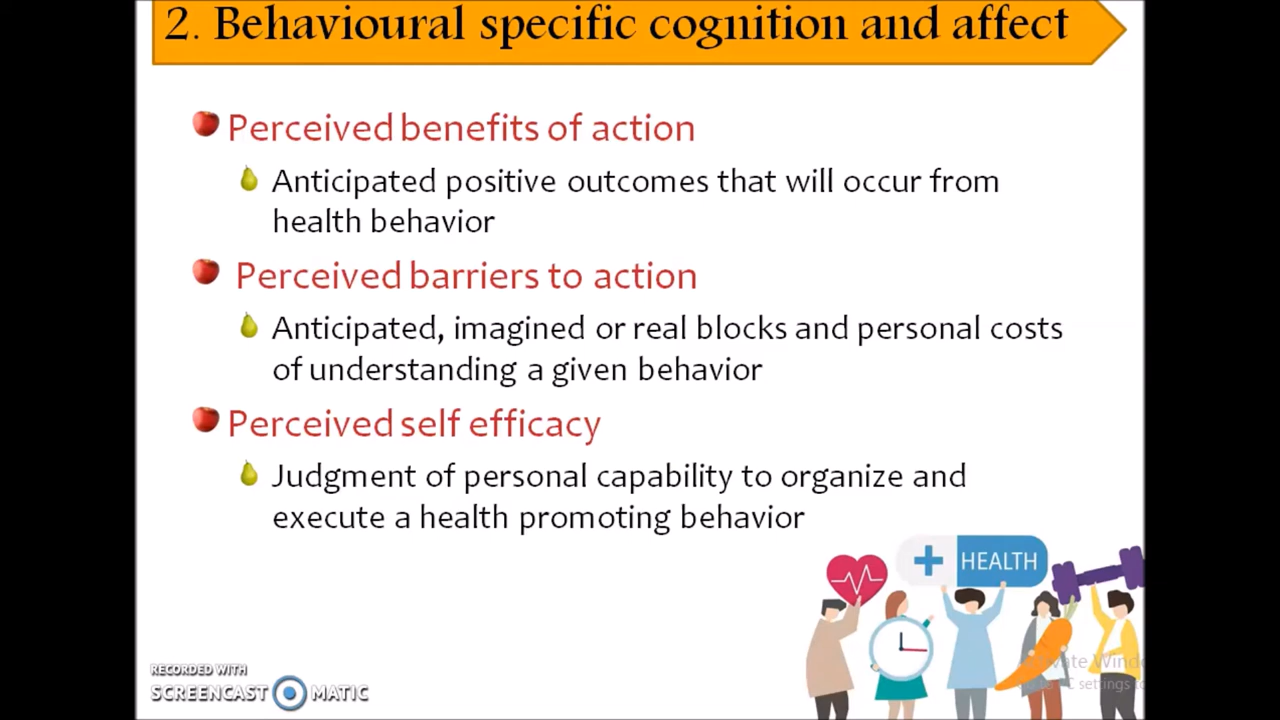 2. Behavioural specific cognition and affect
Perceived benefits of action
Anticipated positive outcomes that will occur from
health behavior
Perceived barriers to action
Anticipated, imagined or real blocks and personal costs
of understanding a given behavior
Perceived self efficacy
Judgment of personal capability to organize and
execute a health promoting behavior
HEALTH
RECORDED WITH
SCREENCAST MATIC